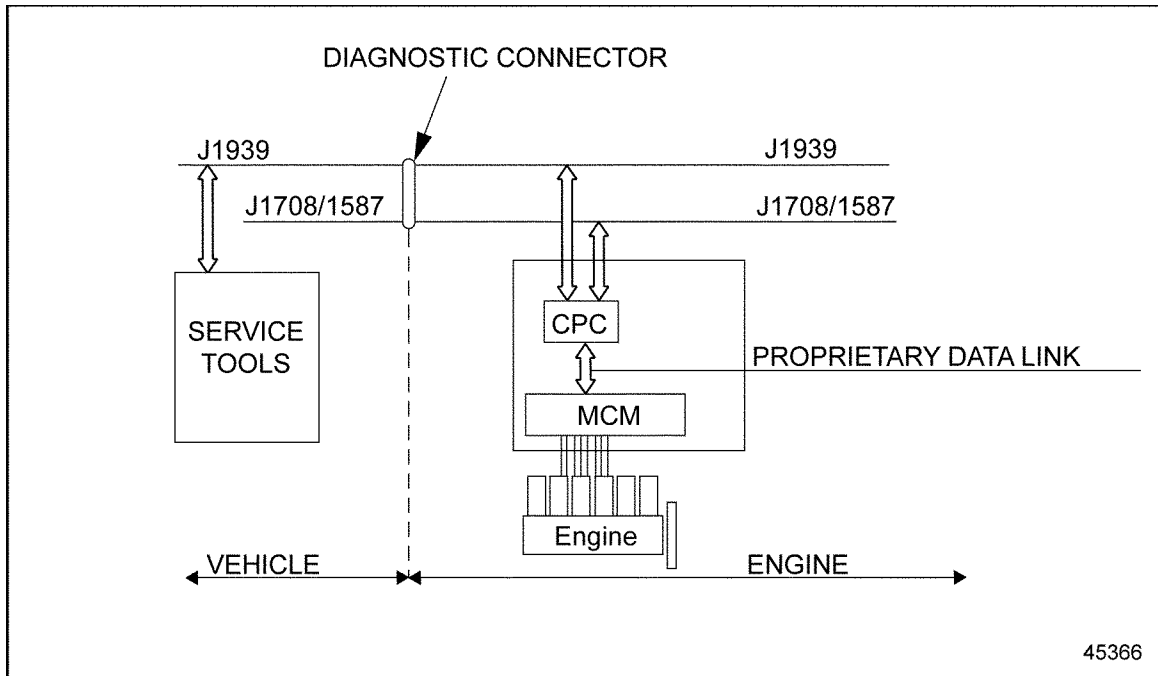 DIAGNOSTIC CONNECTOR
J1939
J1939
J1708/1587
J1708/1587
SERVICE
TOOLS
CPC
PROPRIETARY DATA LINK
MCM
Engine
VEHICLE
ENGINE
45366